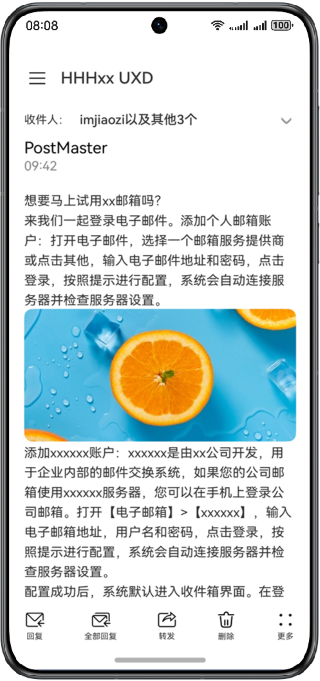 08:08
100
HHHxx UXD
收件人： imjiaozi以及其他3个
PostMaster
09:42
想要马上试用xx邮箱吗?
来我们一起登录电子邮件。添加个人邮箱账
户：打开电子邮件，选择一个邮箱服务提供商
或点击其他，输入电子邮件地址和密码，点击
登录，按照提示进行配置，系统会自动连接服
务器并检查服务器设置。
添加xxxxxx账户：xxxxxx是由xx公司开发，用
于企业内部的邮件交换系统，如果您的公司邮
箱使用xxxxxx服务器，您可以在手机上登录公
司邮箱。打开【电子邮箱】>【xxxxxx】，输入
电子邮箱地址，用户名和密码，点击登录，按
照提示进行配置，系统会自动连接服务器并检
查服务器设置。
配置成功后，系统默认进入收件箱界面。在登
回复 全部回复 转发 删除 更多